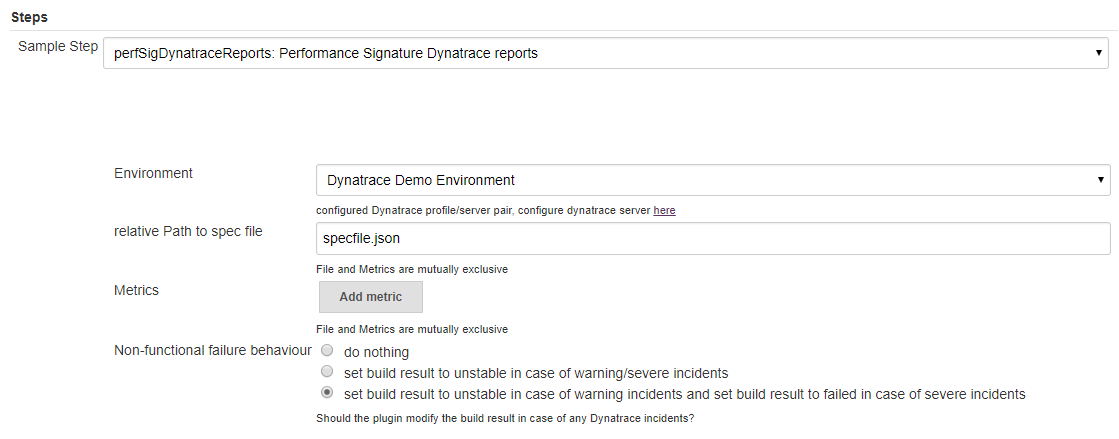 Steps
Sample Step perfSigDynatraceReports: Performance Signature Dynatrace reports
Environment Dynatrace Demo Environment
configured Dynatrace profile/server pair, configure dynatrace server here
relative Path to spec file specfile.json
File and Metrics are mutually exclusive
Metrics Add metric
File and Metrics are mutually exclusive
Non-functional failure behaviour do nothing
set build result to unstable in case of warning/severe incidents
set build result to unstable in case of warning incidents and set build result to failed in case of severe incidents
Should the plugin modify the build result in case of any Dynatrace incidents?